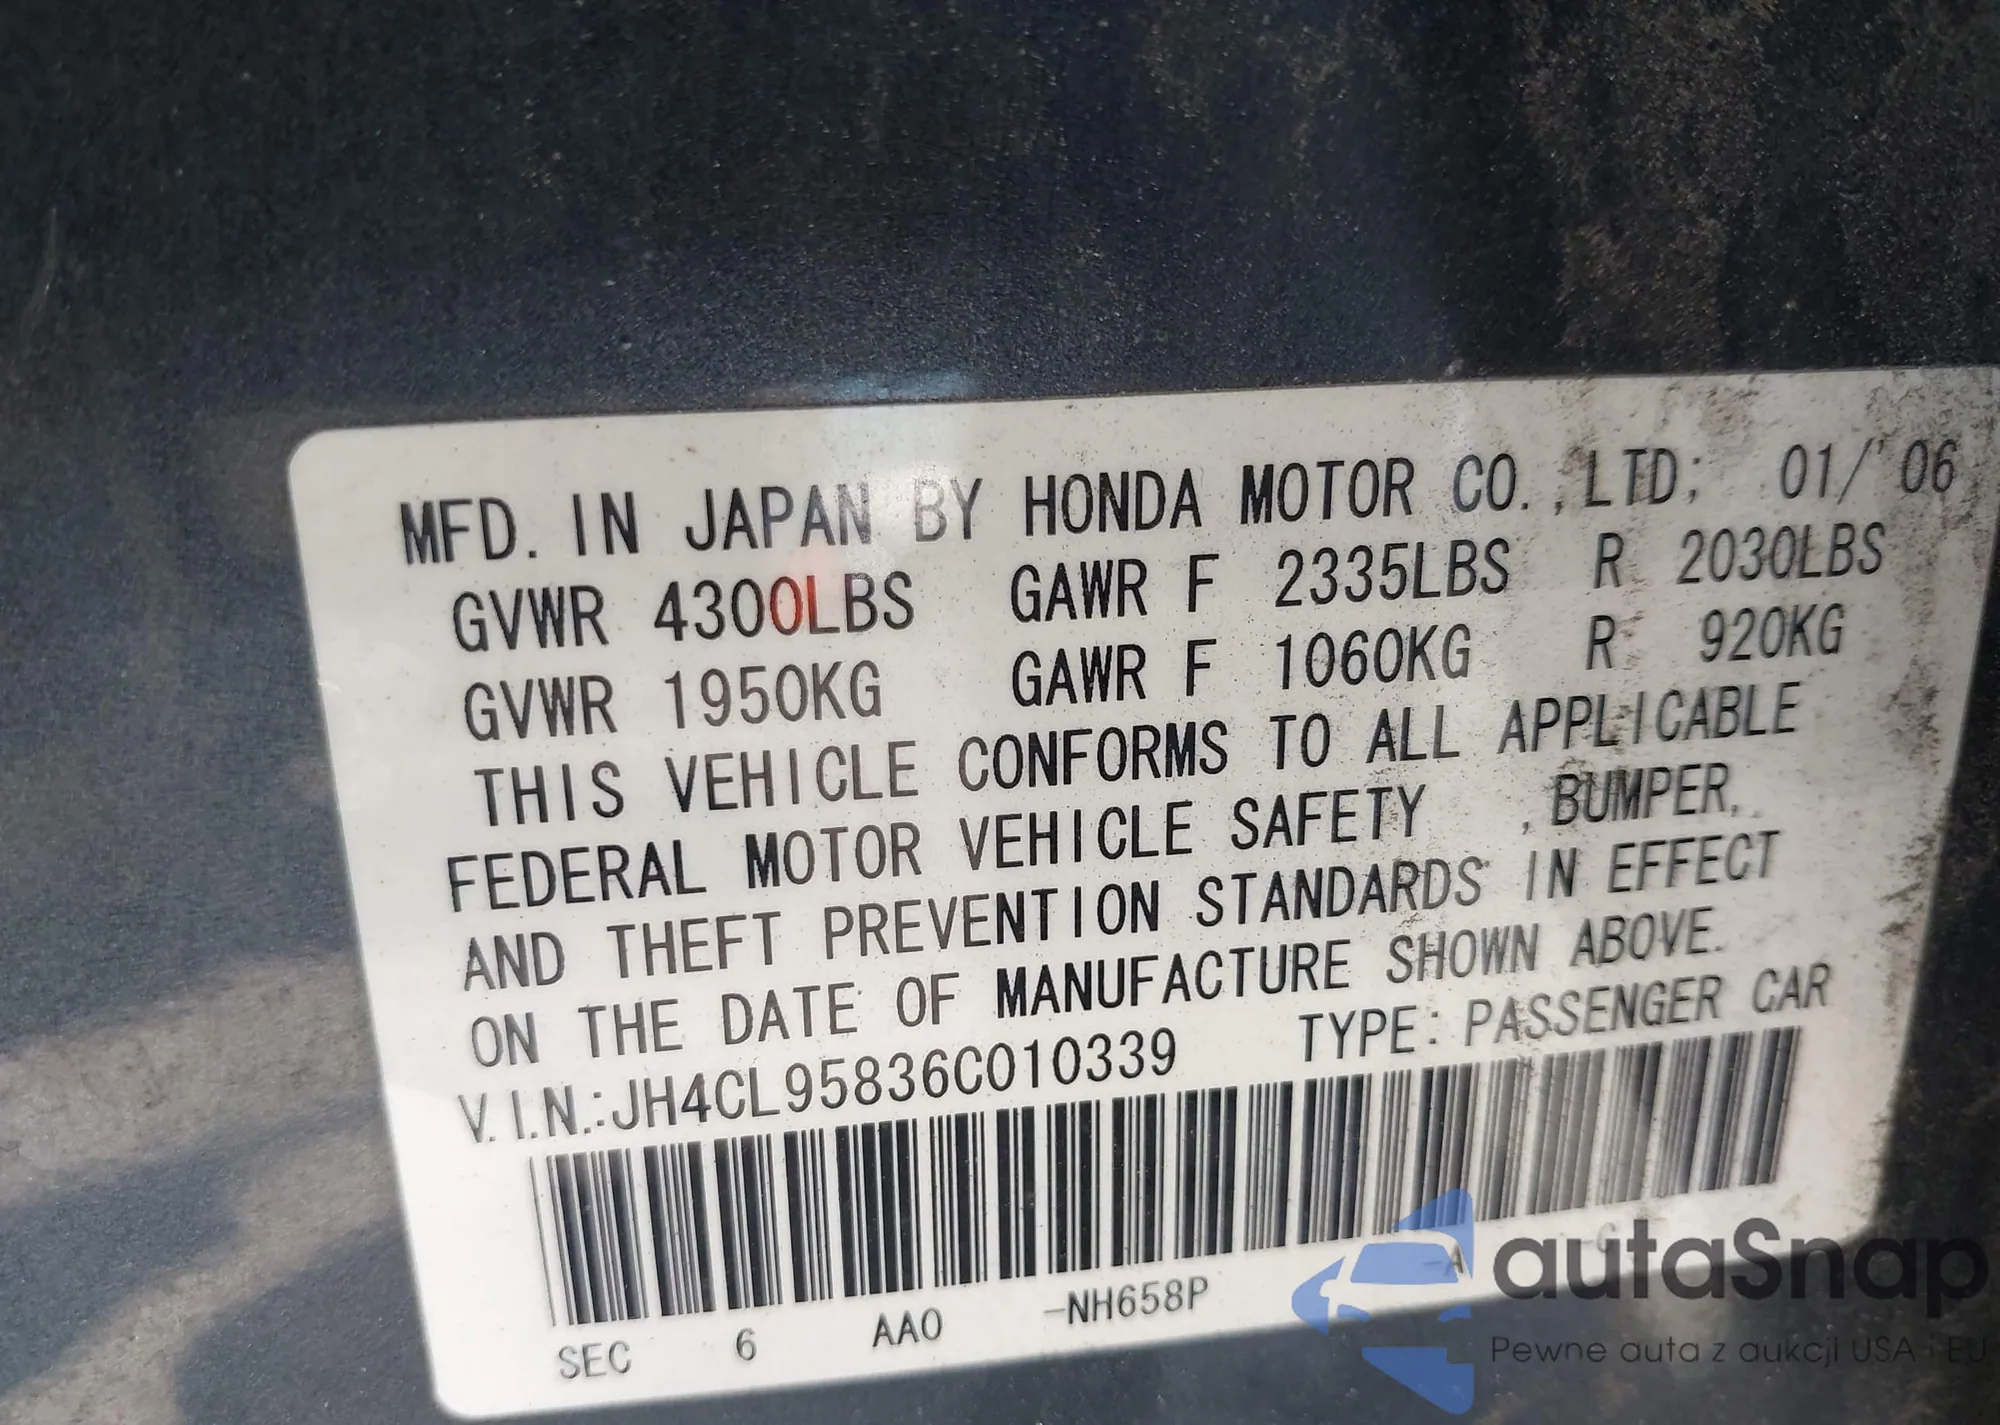 MFD. IN JAPAN BY HONDA MOTOR CO.,LTD; 01/'06
GVWR 4300LBS GAWR F 2335LBS R 2030LBS
GVWR 1950KG GAWR F 1060KG R 920KG
THIS VEHICLE CONFORMS TO ALL APPLICABLE
FEDERAL MOTOR VEHICLE SAFETY , BUMPER,
AND THEFT PREVENTION STANDARDS IN EFFECT
ON THE DATE OF MANUFACTURE SHOWN ABOVE.
V.I.N.:JH4CL95836C010339 TYPE: PASSENGER CAR
SEC 6 AAO -NH658P -A -G
autaSnap
Pewne auta z aukcji USA i EU